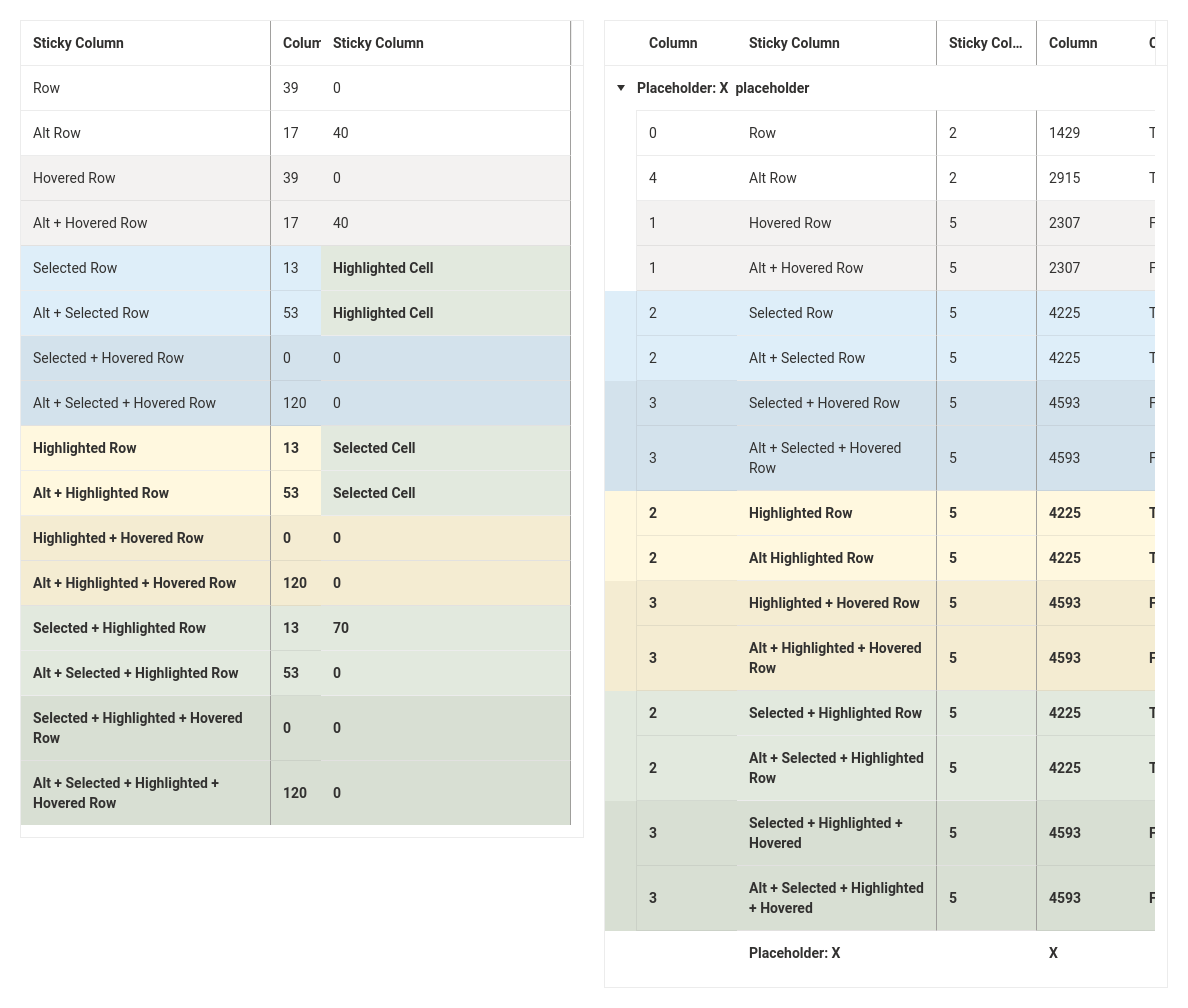 Sticky Column Colum Sticky Column
Row 39 0
Alt Row 17 40
Hovered Row 39 0
Alt + Hovered Row 17 40
Selected Row 13 Highlighted Cell
Alt + Selected Row 53 Highlighted Cell
Selected + Hovered Row 0 0
Alt + Selected + Hovered Row 120 0
Highlighted Row 13 Selected Cell
Alt + Highlighted Row 53 Selected Cell
Highlighted + Hovered Row 0 0
Alt + Highlighted + Hovered Row 120 0
Selected + Highlighted Row 13 70
Alt + Selected + Highlighted Row 53 0
Selected + Highlighted + Hovered
Row 0 0
Alt + Selected + Highlighted +
Hovered Row 120 0
Column Sticky Column Sticky Col... Column C
Placeholder: X placeholder
0 Row 2 1429 T
4 Alt Row 2 2915 T
1 Hovered Row 5 2307 F
1 Alt + Hovered Row 5 2307 F
2 Selected Row 5 4225 T
2 Alt + Selected Row 5 4225 T
3 Selected + Hovered Row 5 4593 F
3 Alt + Selected + Hovered 5 4593 F
Row
2 Highlighted Row 5 4225 T
2 Alt Highlighted Row 5 4225 T
3 Highlighted + Hovered Row 5 4593 F
3 Alt + Highlighted + Hovered 5 4593 F
Row
2 Selected + Highlighted Row 5 4225 T
2 Alt + Selected + Highlighted 5 4225 T
Row
3 Selected + Highlighted + 5 4593 F
Hovered
3 Alt + Selected + Highlighted 5 4593 F
+ Hovered
Placeholder: X X